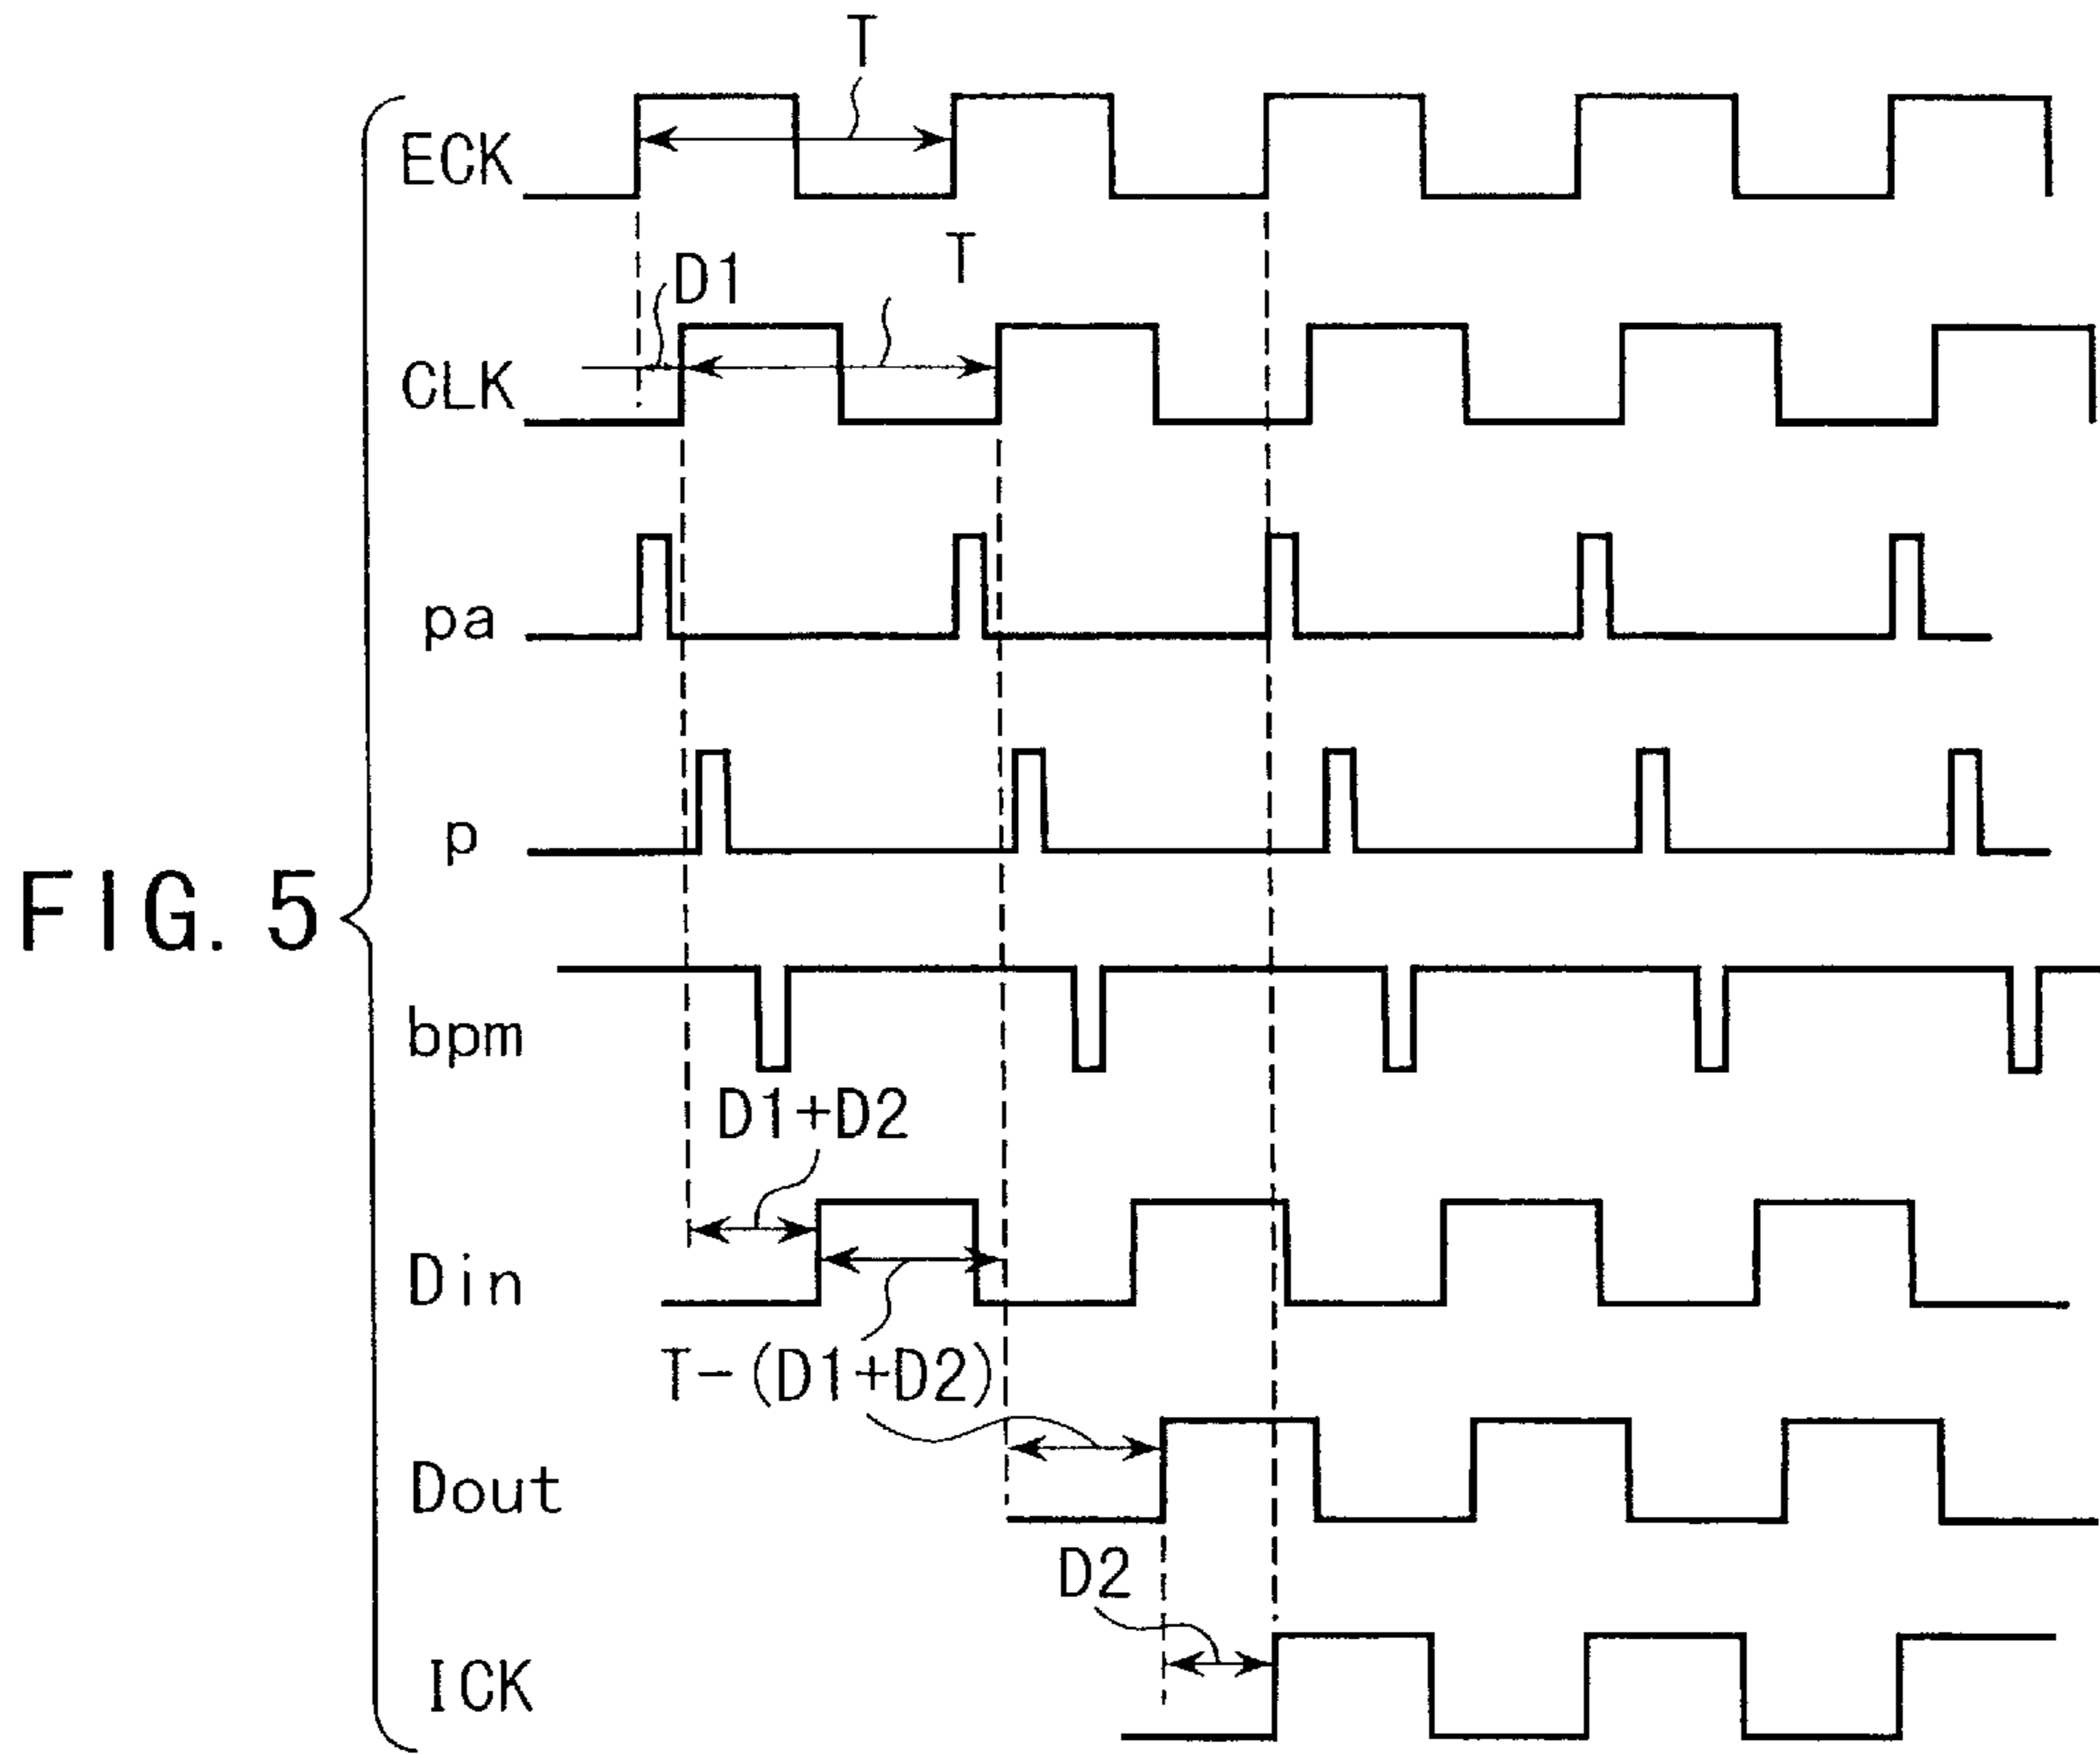 T
ECK
T
D1
CLK
pa
p
FIG. 5
bpm
D1+D2
Din
T-(D1+D2)
Dout
D2
ICK